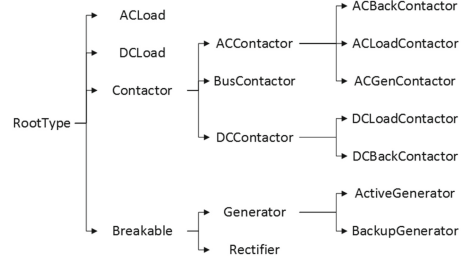 ACBackContactor
ACLoad
ACContactor
ACLoadContactor
DCLoad
BusContactor
ACGenContactor
Contactor
RootType
DCContactor
DCLoadContactor
DCBackContactor
ActiveGenerator
Generator
Breakable
BackupGenerator
Rectifier